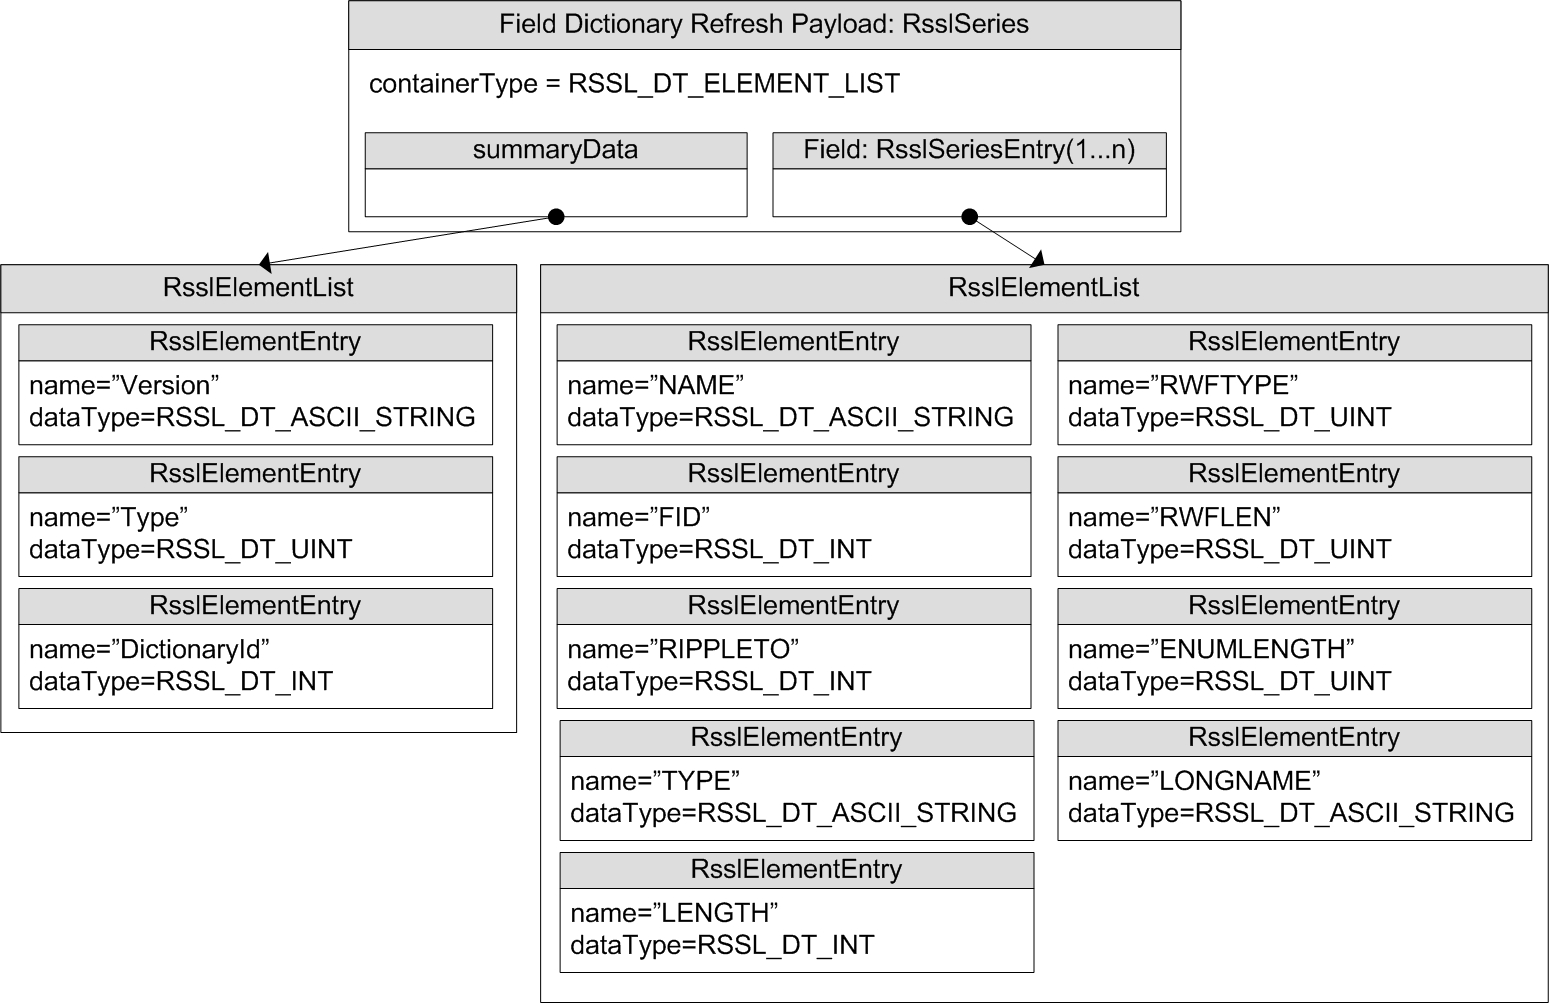 Field Dictionary Refresh Payload: RsslSeries
containerType = RSSL_DT_ELEMENT_LIST
summaryData
Field: RsslSeriesEntry(1...n)
RsslElementList
RsslElementEntry
name=”Version”
dataType=RSSL_DT_ASCII_STRING
RsslElementEntry
name=”Type”
dataType=RSSL_DT_UINT
RsslElementEntry
name=”DictionaryId”
dataType=RSSL_DT_INT
RsslElementList
RsslElementEntry
name=”NAME”
dataType=RSSL_DT_ASCII_STRING
RsslElementEntry
name=”FID”
dataType=RSSL_DT_INT
RsslElementEntry
name=”RIPPLETO”
dataType=RSSL_DT_INT
RsslElementEntry
name=”TYPE”
dataType=RSSL_DT_ASCII_STRING
RsslElementEntry
name=”LENGTH”
dataType=RSSL_DT_INT
RsslElementEntry
name=”RWFTYPE”
dataType=RSSL_DT_UINT
RsslElementEntry
name=”RWFLEN”
dataType=RSSL_DT_UINT
RsslElementEntry
name=”ENUMLENGTH”
dataType=RSSL_DT_UINT
RsslElementEntry
name=”LONGNAME”
dataType=RSSL_DT_ASCII_STRING